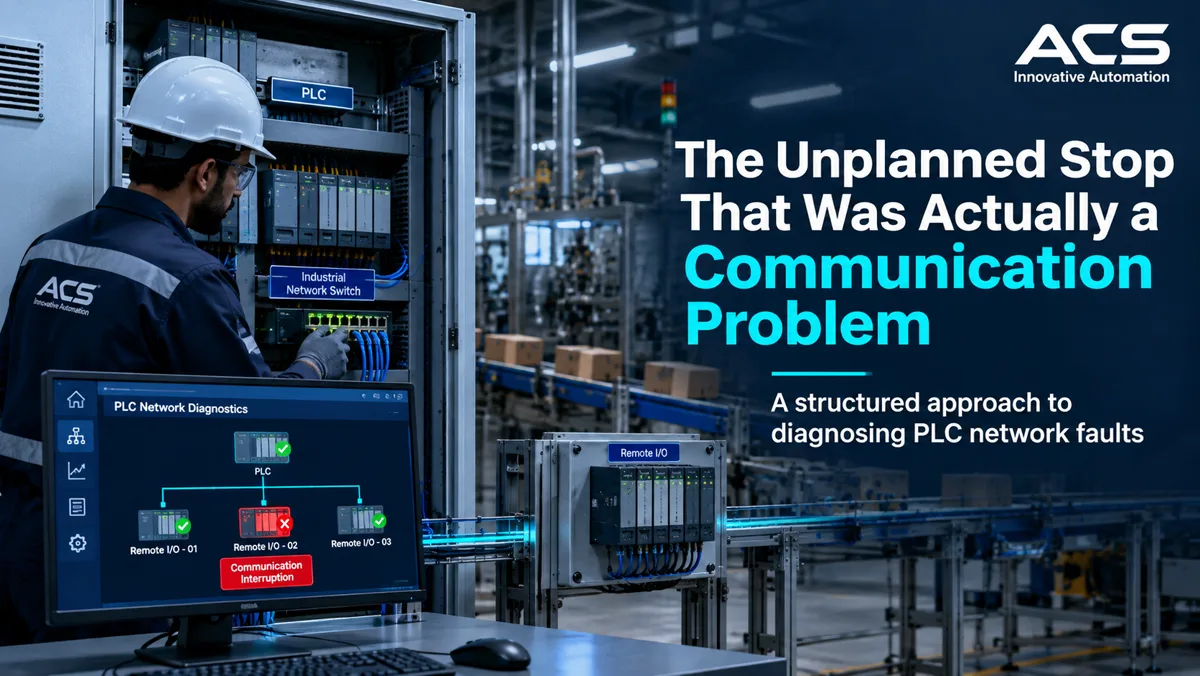 ACS
Innovative Automation
The Unplanned Stop
That Was Actually a
Communication
Problem
A structured approach to
diagnosing PLC network faults
PLC
Industrial
Network Switch
ACS
Innovative Automation
PLC Network Diagnostics
PLC
Remote I/O - 01
Remote I/O - 02
Remote I/O - 03
Communication
Interruption
Remote I/O